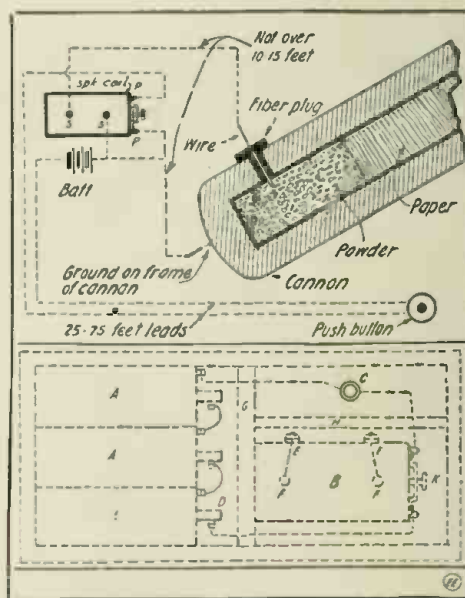 Not over
10 15 feet
spk coil
P
S
S
P
Batt
Wire
Fiber plug
Paper
Powder
Cannon
Ground on frame
of cannon
25-75 feet leads
Push button
A
A
G
C
H
E
F
F
F
B
K
D